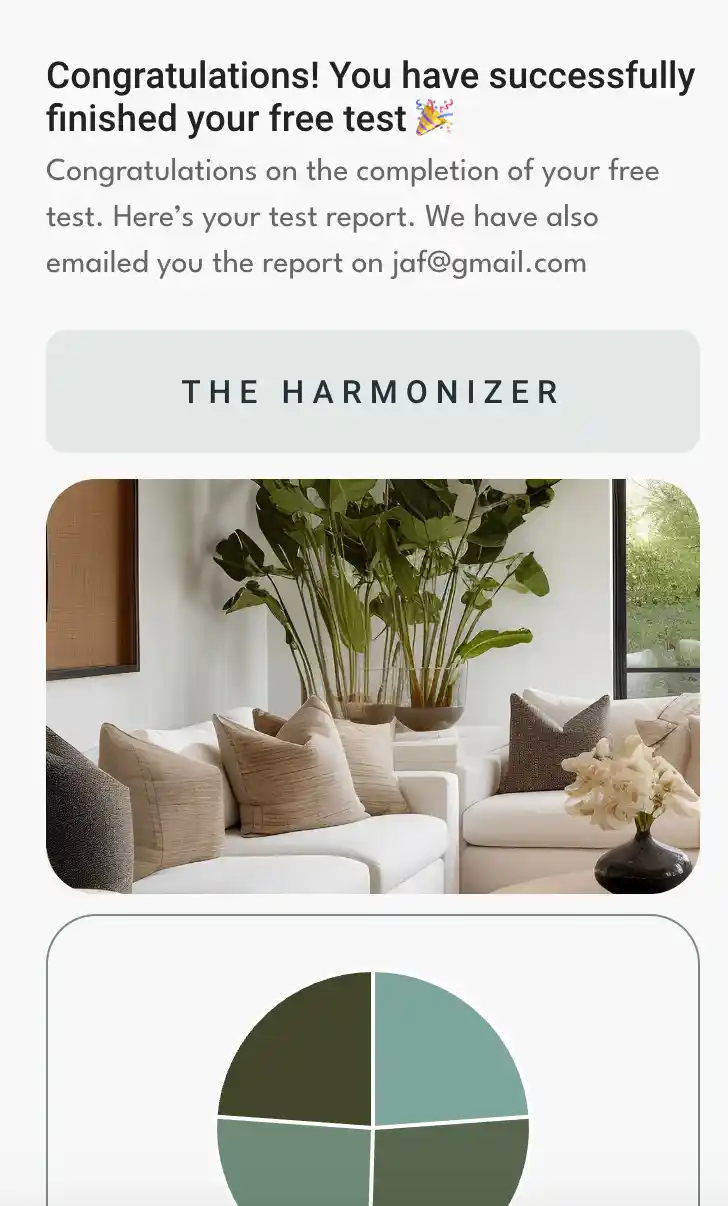 Congratulations! You have successfully
finished your free test 🎉
Congratulations on the completion of your free
test. Here’s your test report. We have also
emailed you the report on jaf@gmail.com
THE HARMONIZER